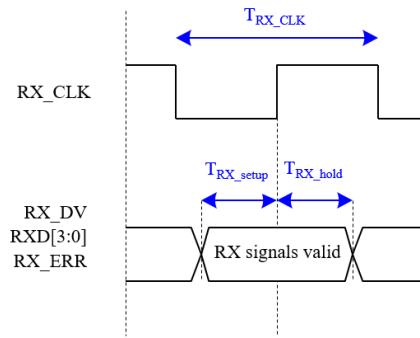 T_RX_CLK
RX_CLK
T_RX_setup
T_RX_hold
RX_DV
RXD[3:0]
RX_ERR
RX signals valid